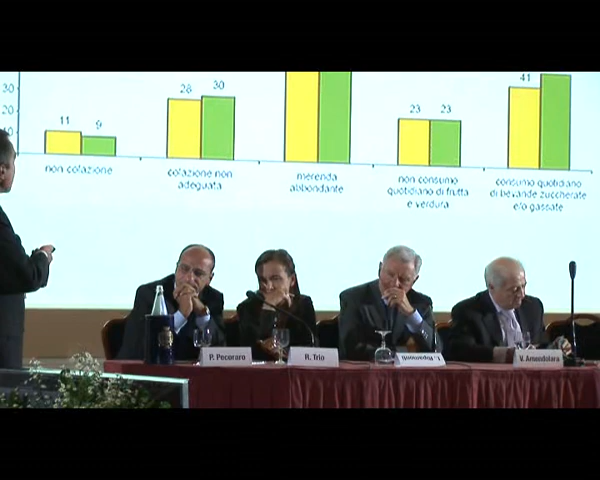 30
20
10
11
9
28
30
23
23
41
non colazione
colazione non
adeguata
merenda
abbondante
non consumo
quotidiano di frutta
e verdura
consumo quotidiano
di bevande zuccherate
e/o gassate
P. Pecoraro
R. Trio
Ripamonti
V. Amendolara